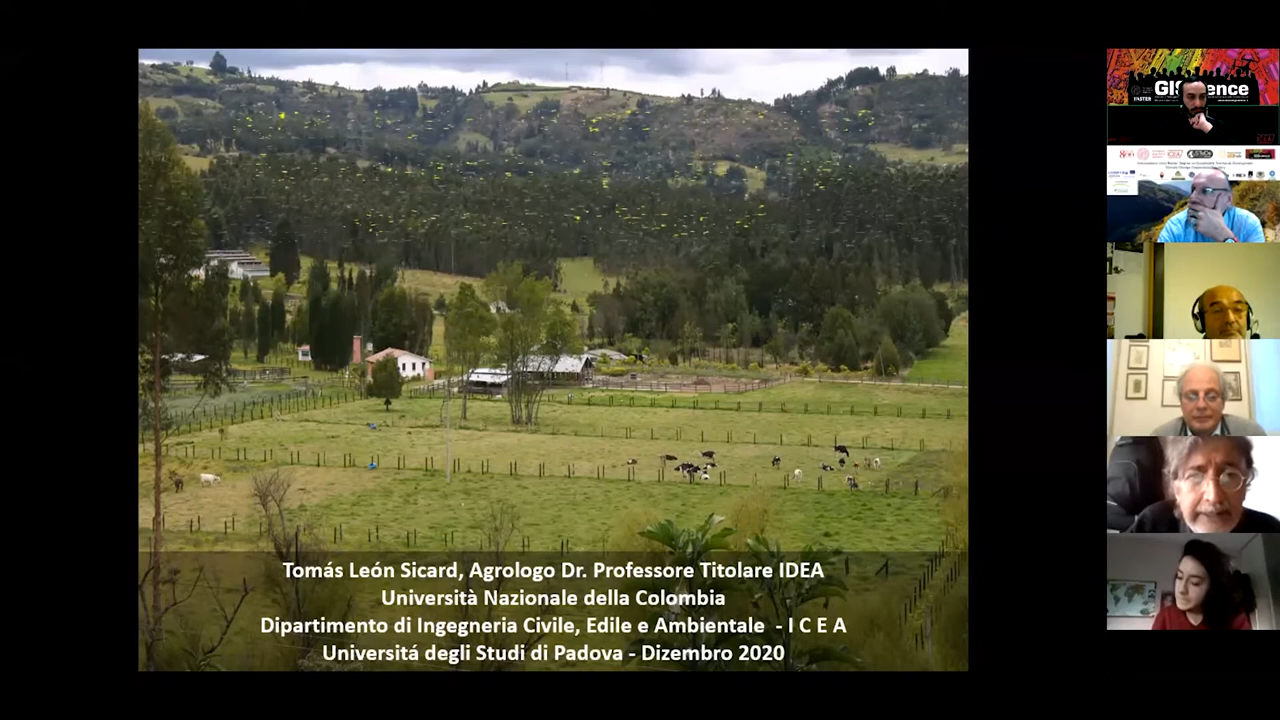 Tomás León Sicard, Agrologo Dr. Professore Titolare IDEA
Università Nazionale della Colombia
Dipartimento di Ingegneria Civile, Edile e Ambientale - I C E A
Universitá degli Studi di Padova - Dizembro 2020